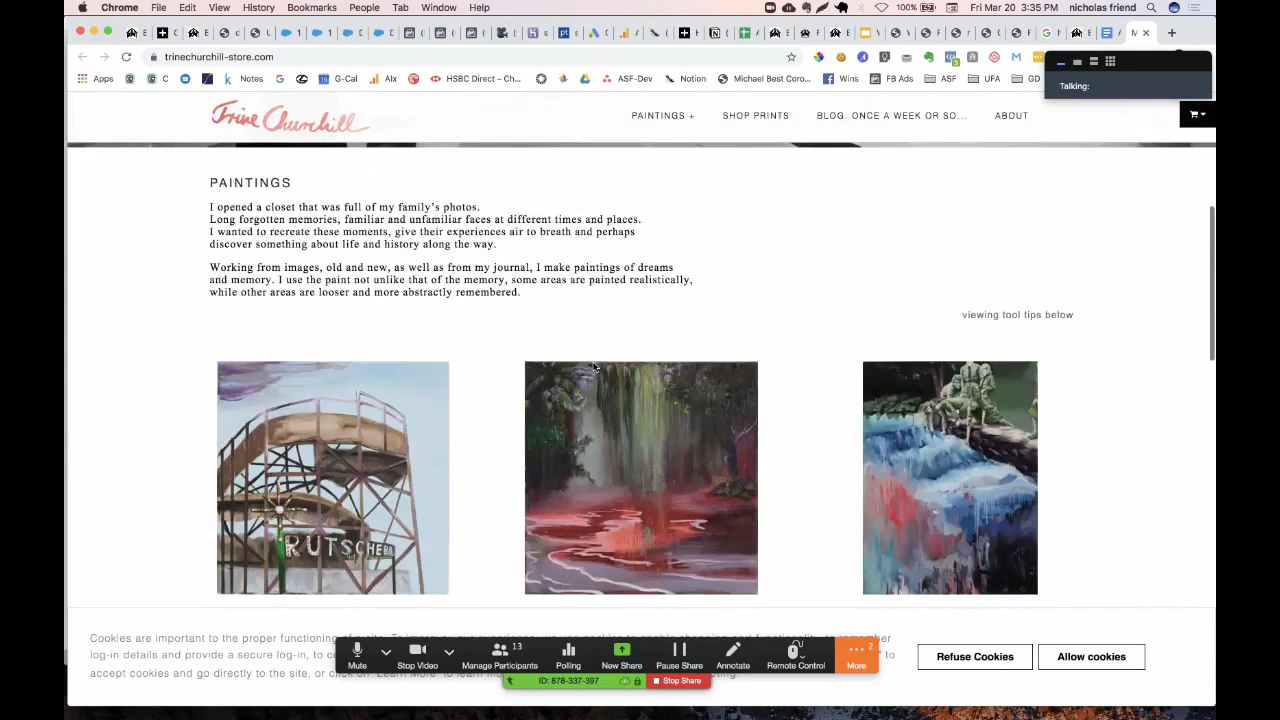 Chrome File Edit View History Bookmarks People Tab Window Help 100% Fri Mar 20 3:35 PM nicholas friend
trinechurchill-store.com
Apps G C Notes G-Cal Aix HSBC Direct – Ch... ASF-Dev Notion Michael Best Coro... Wins FB Ads ASF UFA GD
Talking:
Trine Churchill
PAINTINGS + SHOP PRINTS BLOG: ONCE A WEEK OR SO... ABOUT
PAINTINGS
I opened a closet that was full of my family's photos.
Long forgotten memories, familiar and unfamiliar faces at different times and places.
I wanted to recreate these moments, give their experiences air to breath and perhaps
discover something about life and history along the way.
Working from images, old and new, as well as from my journal, I make paintings of dreams
and memory. I use the paint not unlike that of the memory, some areas are painted realistically,
while other areas are looser and more abstractly remembered.
viewing tool tips below
RUTSCHEB
Cookies are important to the proper functioning
log-in details and provide a secure log-in, to
accept cookies and go directly to the site, or click on "Learn More" to learn
Refuse Cookies Allow cookies
13 2
Mute Stop Video Manage Participants Polling New Share Pause Share Annotate Remote Control More
ID: 878-337-397 Stop Share